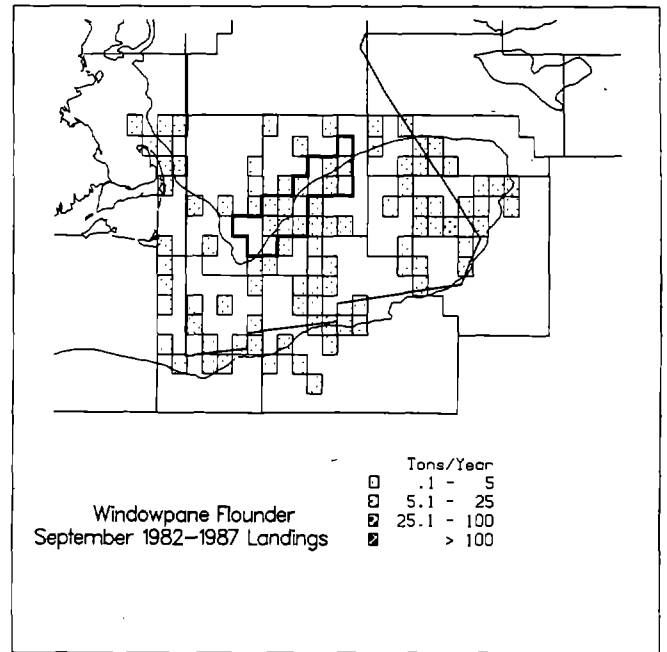 Tons/Year
.1 - 5
5.1 - 25
25.1 - 100
> 100
Windowpane Flounder
September 1982-1987 Landings